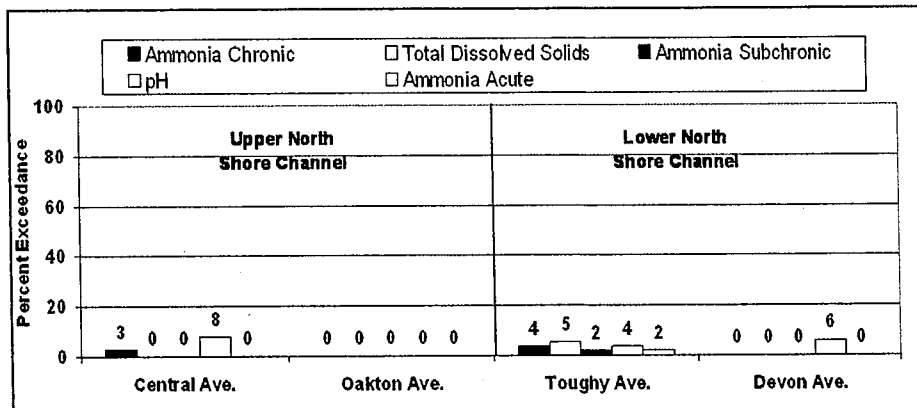 Ammonia Chronic Total Dissolved Solids Ammonia Subchronic
pH Ammonia Acute
Percent Exceedance
100
80
60
40
20
0
Upper North
Shore Channel
Lower North
Shore Channel
3 0 0 8 0 0 0 0 0 0 4 5 2 4 2 0 0 0 6 0
Central Ave. Oakton Ave. Toughy Ave. Devon Ave.